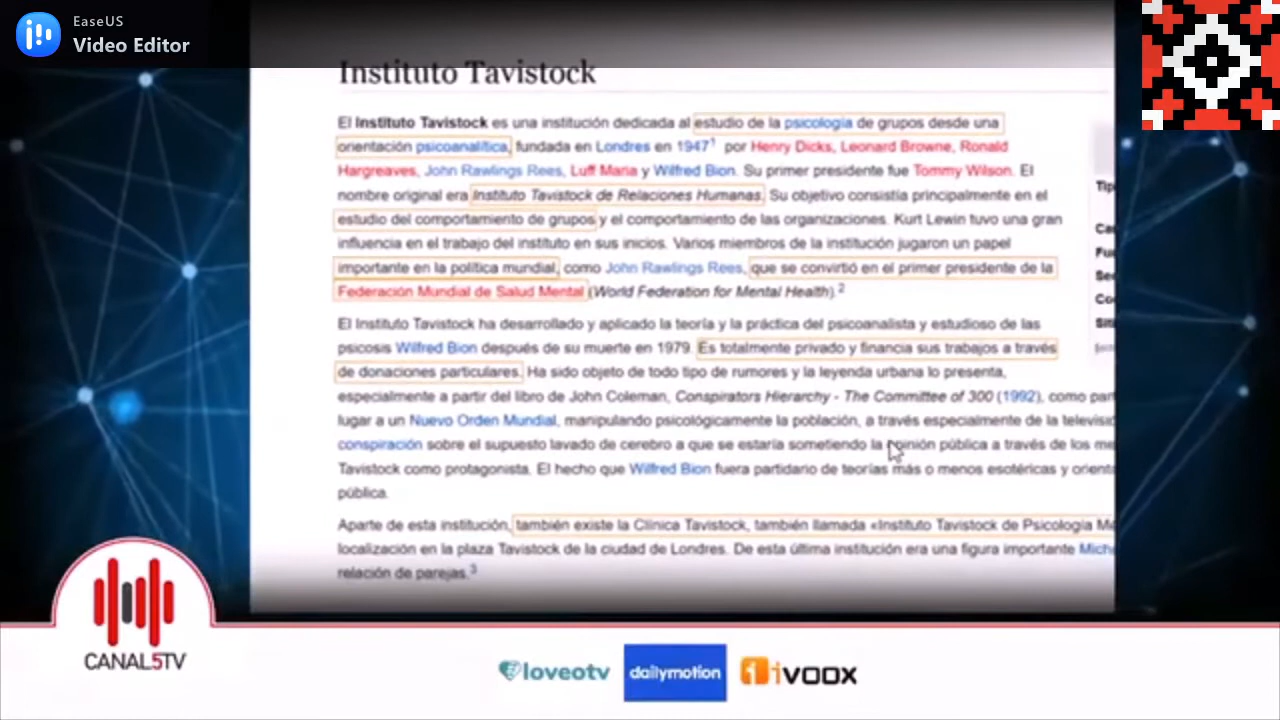 EaseUS
Video Editor
Instituto Tavistock
El Instituto Tavistock es una institución dedicada al estudio de la psicología de grupos desde una
orientación psicoanalítica, fundada en Londres en 1947¹ por Henry Dicks, Leonard Browne, Ronald
Hargreaves, John Rawlings Rees, Luff Maria y Wilfred Bion. Su primer presidente fue Tommy Wilson. El
nombre original era Instituto Tavistock de Relaciones Humanas. Su objetivo consistía principalmente en el
estudio del comportamiento de grupos y el comportamiento de las organizaciones. Kurt Lewin tuvo una gran
influencia en el trabajo del instituto en sus inicios. Varios miembros de la institución jugaron un papel
importante en la política mundial, como John Rawlings Rees, que se convirtió en el primer presidente de la
Federación Mundial de Salud Mental (World Federation for Mental Health).²
El Instituto Tavistock ha desarrollado y aplicado la teoría y la práctica del psicoanalista y estudioso de las
psicosis Wilfred Bion después de su muerte en 1979. Es totalmente privado y financia sus trabajos a través
de donaciones particulares. Ha sido objeto de todo tipo de rumores y la leyenda urbana lo presenta,
especialmente a partir del libro de John Coleman, Conspirators Hierarchy - The Committee of 300 (1992), como part
lugar a un Nuevo Orden Mundial, manipulando psicológicamente la población, a través especialmente de la televisi
conspiración sobre el supuesto lavado de cerebro a que se estaría sometiendo la opinión pública a través de los me
Tavistock como protagonista. El hecho que Wilfred Bion fuera partidario de teorías más o menos esotéricas y orient
pública.
Aparte de esta institución, también existe la Clínica Tavistock, también llamada «Instituto Tavistock de Psicología M
localización en la plaza Tavistock de la ciudad de Londres. De esta última institución era una figura importante Mich
relación de parejas.³
Tip
Ca
Fu
Se
Co
Siti
CANAL5TV
loveotv
dailymotion
iVOOX